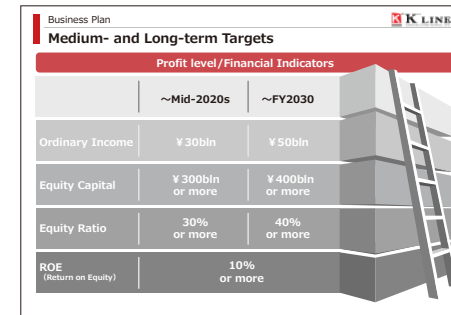 Business Plan
K LINE
Medium- and Long-term Targets
Profit level/Financial Indicators
～Mid-2020s ～FY2030
Ordinary Income ¥30bln ¥50bln
Equity Capital ¥300bln or more ¥400bln or more
Equity Ratio 30% or more 40% or more
ROE 10%
(Return on Equity) or more